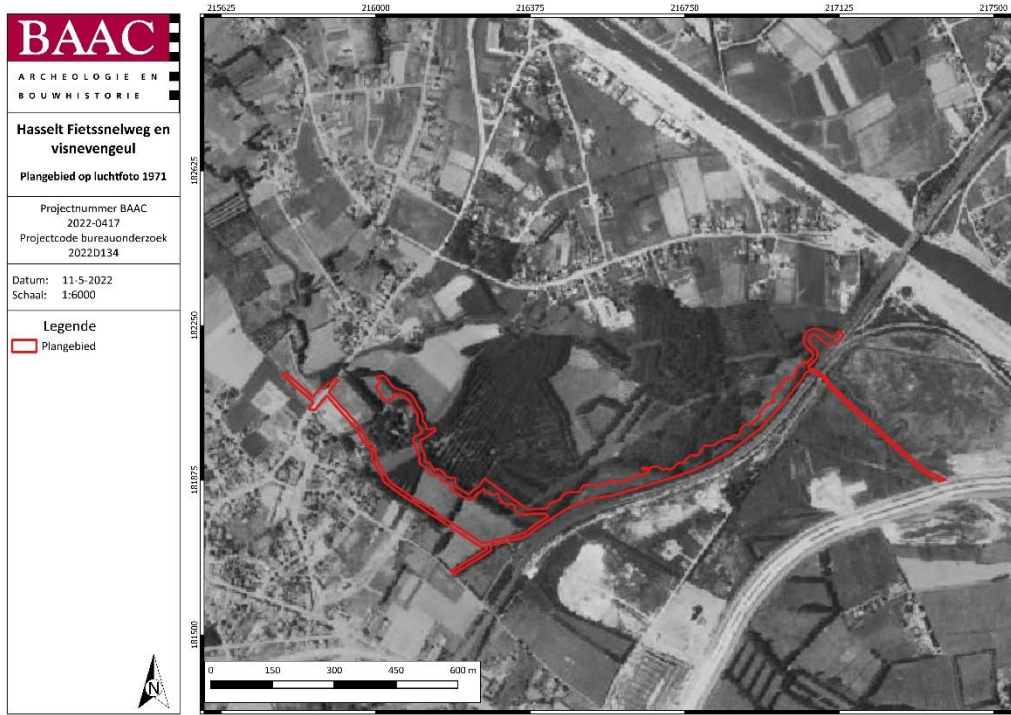 BAAC
ARCHEOLOGIE EN
BOUWHISTORIE
Hasselt Fietssnelweg en
visnevengeul
Plangebied op luchtfoto 1971
Projectnummer BAAC
2022-0417
Projectcode bureauonderzoek
2022D134
Datum: 11-5-2022
Schaal: 1:6000
Legende
Plangebied
N
215625 216000 216375 216750 217125 217500
182625
182250
181875
181500
0 150 300 450 600 m